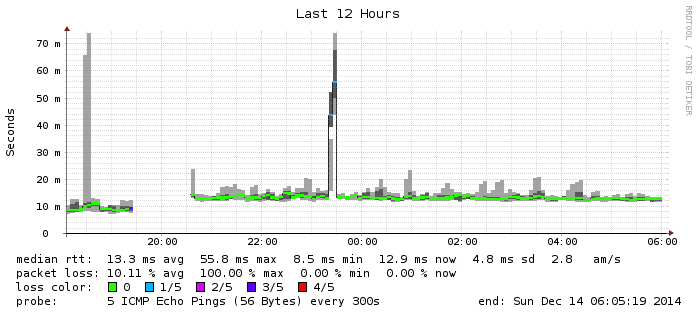 Last 12 Hours
RRDTOOL / TOBI OETIKER
Seconds
70 m
60 m
50 m
40 m
30 m
20 m
10 m
0
20:00 22:00 00:00 02:00 04:00 06:00
median rtt: 13.3 ms avg 55.8 ms max 8.5 ms min 12.9 ms now 4.8 ms sd 2.8 am/s
packet loss: 10.11 % avg 100.00 % max 0.00 % min 0.00 % now
loss color: 0 1/5 2/5 3/5 4/5
probe: 5 ICMP Echo Pings (56 Bytes) every 300s end: Sun Dec 14 06:05:19 2014